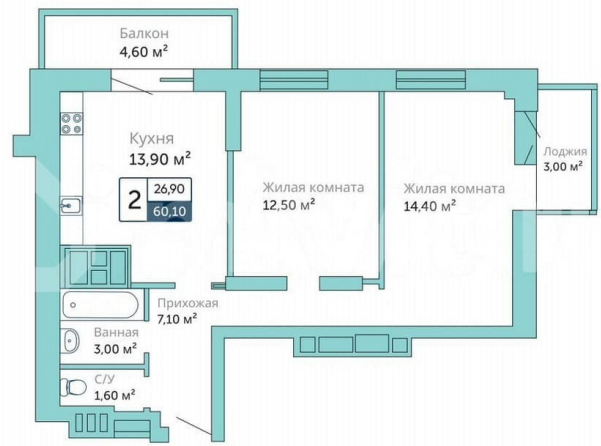 Балкон
4,60 м²
Кухня
13,90 м²
2
26,90
60,10
Жилая комната
12,50 м²
Жилая комната
14,40 м²
Лоджия
3,00 м²
Прихожая
7,10 м²
Ванная
3,00 м²
С/У
1,60 м²